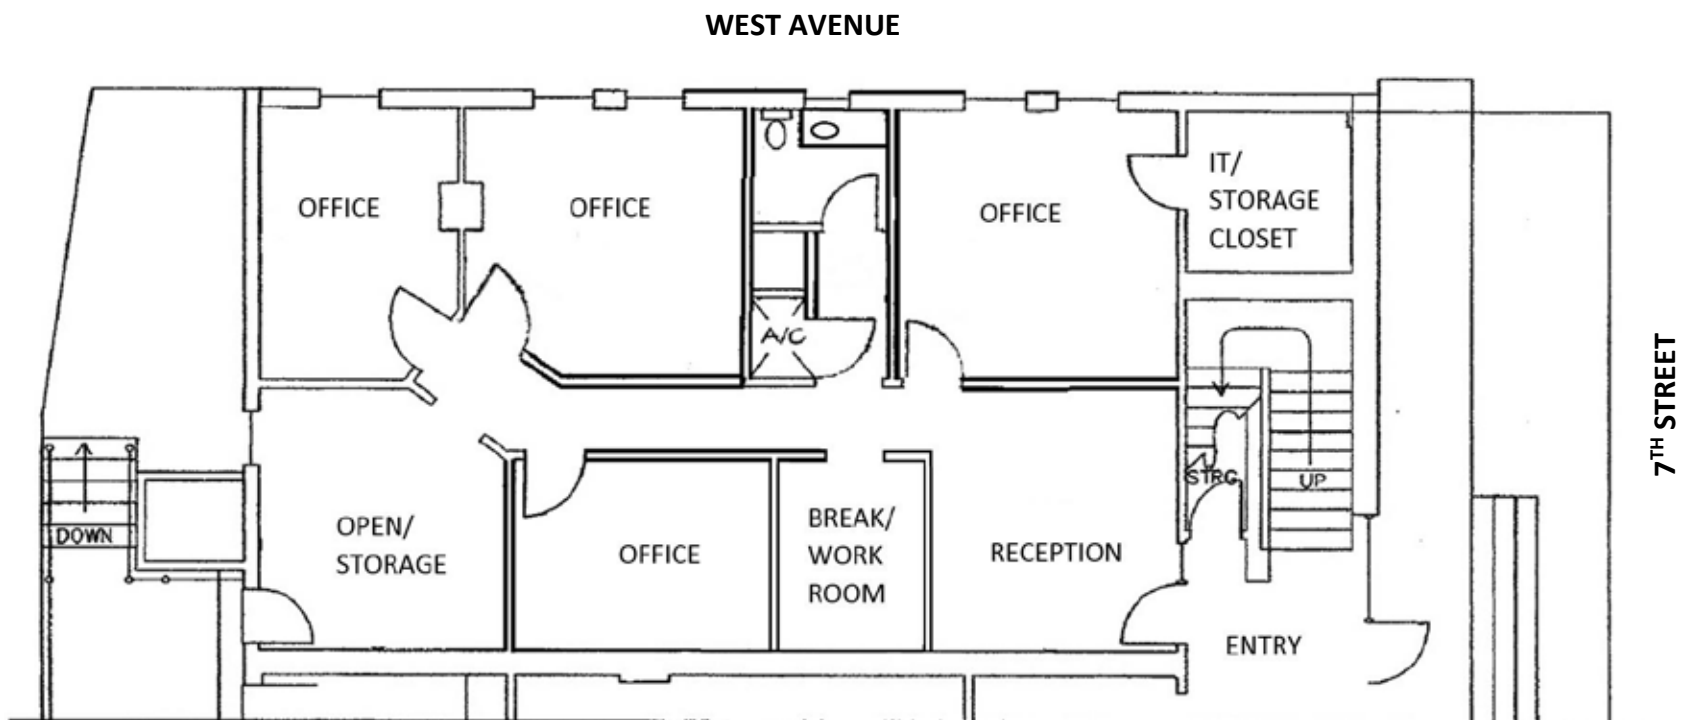 WEST AVENUE
OFFICE
OFFICE
OFFICE
IT/
STORAGE
CLOSET
A/C
7TH STREET
STRG
UP
DOWN
OPEN/
STORAGE
OFFICE
BREAK/
WORK
ROOM
RECEPTION
ENTRY